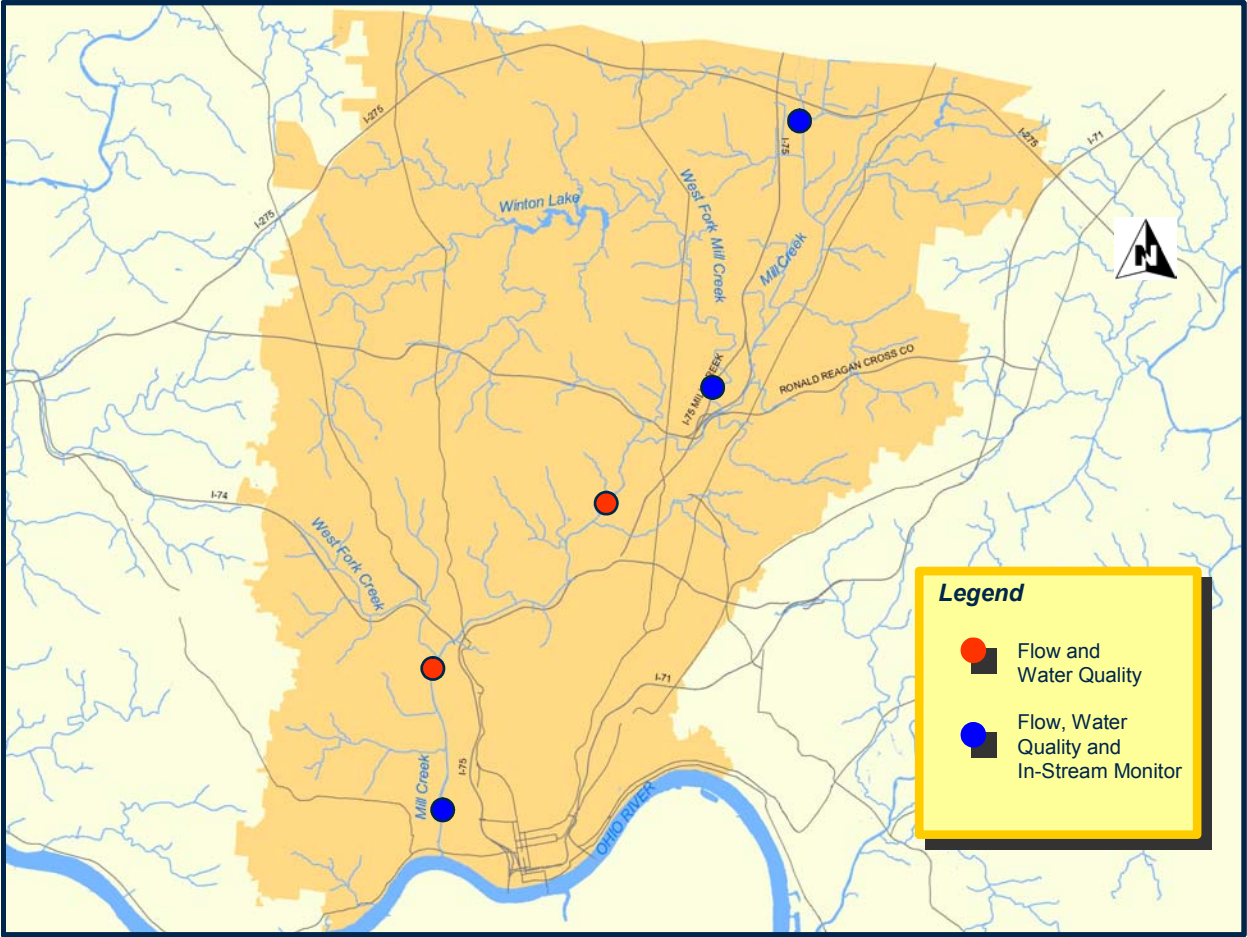 I-275
I-75
I-275
I-71
West Fork Mill Creek
Winton Lake
I-275
Mill Creek
N
RONALD REAGAN CROSS CO
I-75
I-74
West Fork Creek
Legend
Flow and
Water Quality
Flow, Water
Quality and
In-Stream Monitor
I-71
I-75
Mill Creek
OHIO RIVER